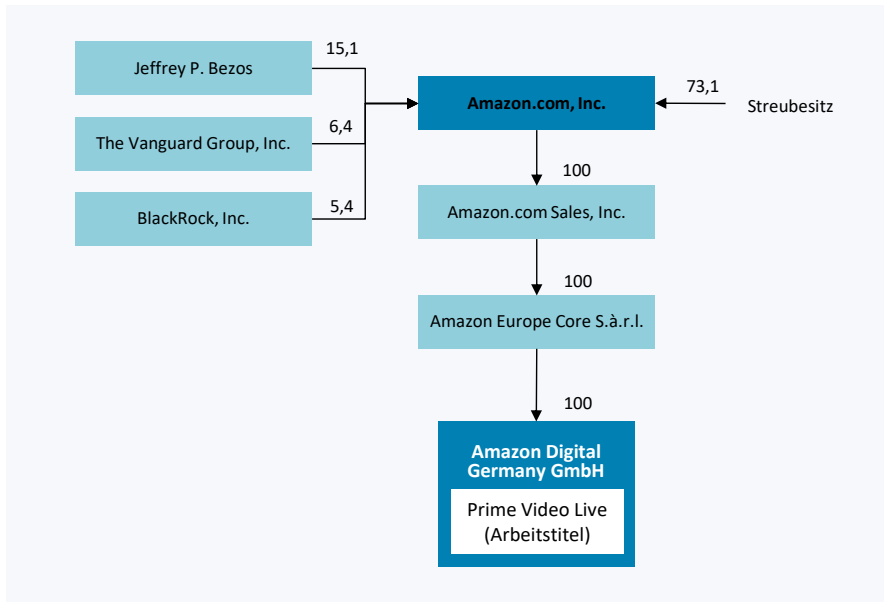 Jeffrey P. Bezos
15,1
Amazon.com, Inc.
73,1
Streubesitz
The Vanguard Group, Inc.
6,4
BlackRock, Inc.
5,4
100
Amazon.com Sales, Inc.
100
Amazon Europe Core S.à.r.l.
100
Amazon Digital
Germany GmbH
Prime Video Live
(Arbeitstitel)